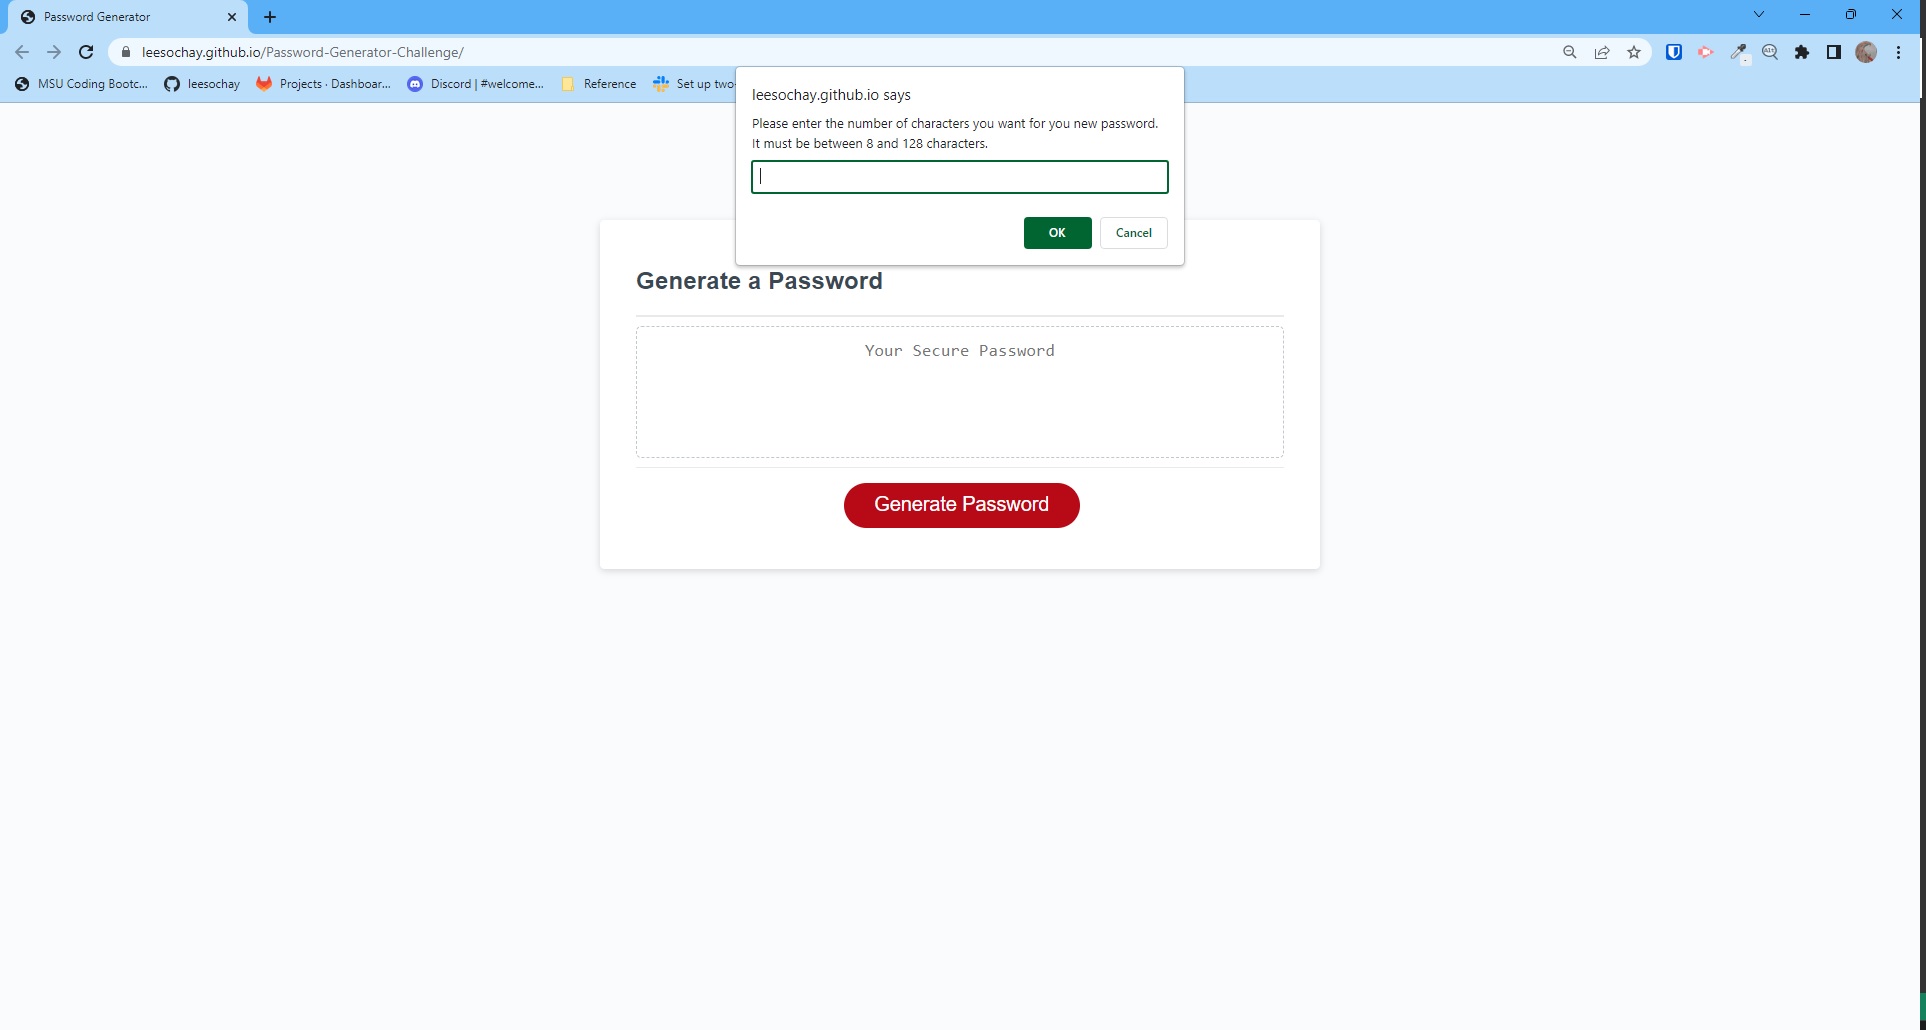 Password Generator
leesochay.github.io/Password-Generator-Challenge/
MSU Coding Bootc... leesochay Projects · Dashboar... Discord | #welcome... Reference Set up two-
leesochay.github.io says
Please enter the number of characters you want for you new password.
It must be between 8 and 128 characters.
OK Cancel
Generate a Password
Your Secure Password
Generate Password